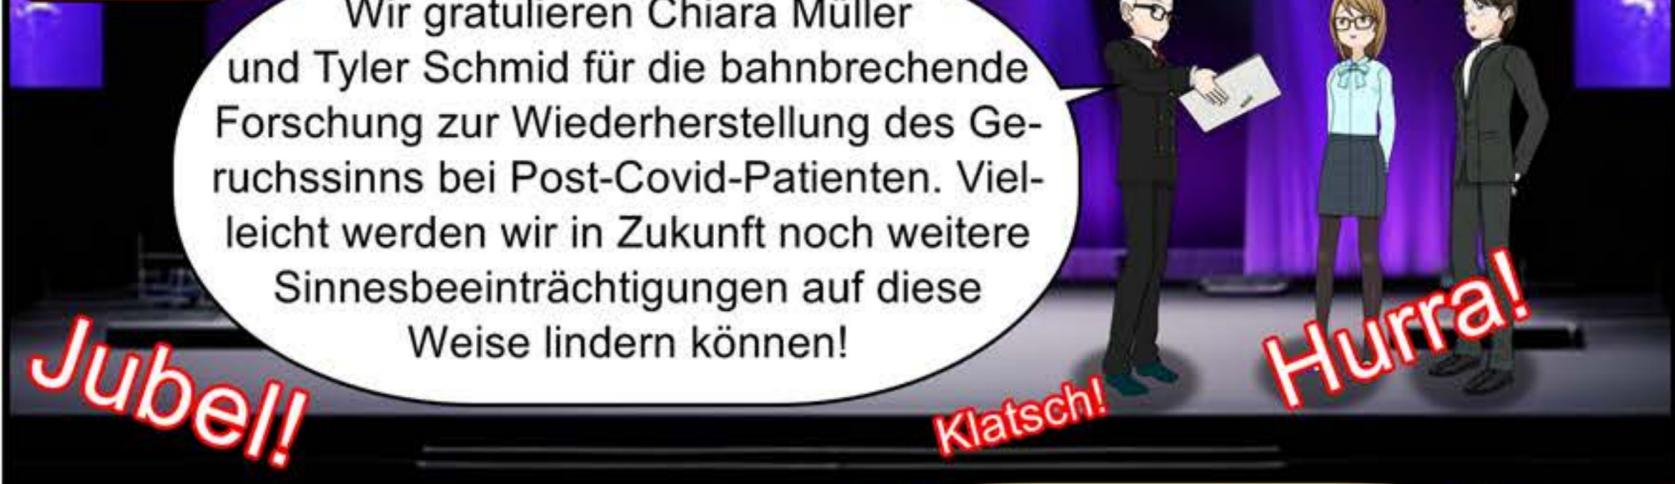 Wir gratulieren Chiara Müller
und Tyler Schmid für die bahnbrechende
Forschung zur Wiederherstellung des Ge-
ruchssinns bei Post-Covid-Patienten. Viel-
leicht werden wir in Zukunft noch weitere
Sinnesbeeinträchtigungen auf diese
Weise lindern können!
Jubel!
Klatsch!
Hurra!